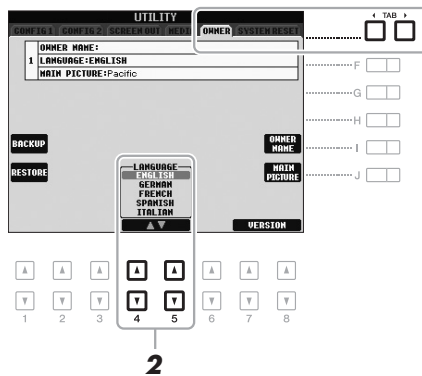 UTILITY
TAB
CONFIG 1 CONFIG 2 SCREEN OUT MEDIA OWNER SYSTEM RESET
OWNER NAME:
1 LANGUAGE:ENGLISH
MAIN PICTURE:Pacific
F
G
H
BACKUP
OWNER NAME
I
RESTORE
MAIN PICTURE
J
LANGUAGE
ENGLISH
GERMAN
FRENCH
SPANISH
ITALIAN
VERSION
1 2 3 4 5 6 7 8
2